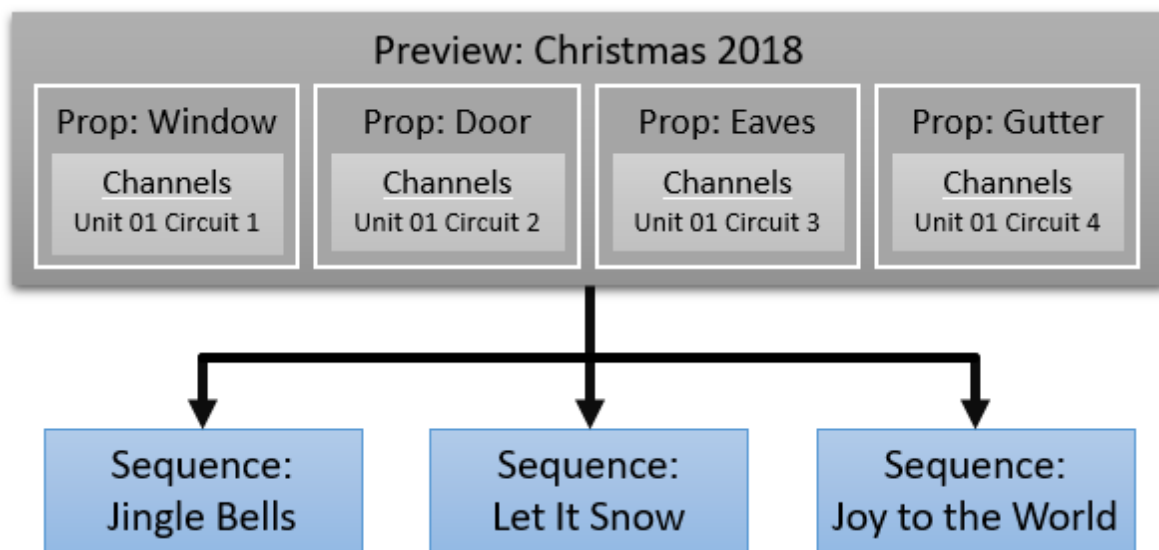 Preview: Christmas 2018
Prop: Window
Channels
Unit 01 Circuit 1
Prop: Door
Channels
Unit 01 Circuit 2
Prop: Eaves
Channels
Unit 01 Circuit 3
Prop: Gutter
Channels
Unit 01 Circuit 4
Sequence:
Jingle Bells
Sequence:
Let It Snow
Sequence:
Joy to the World